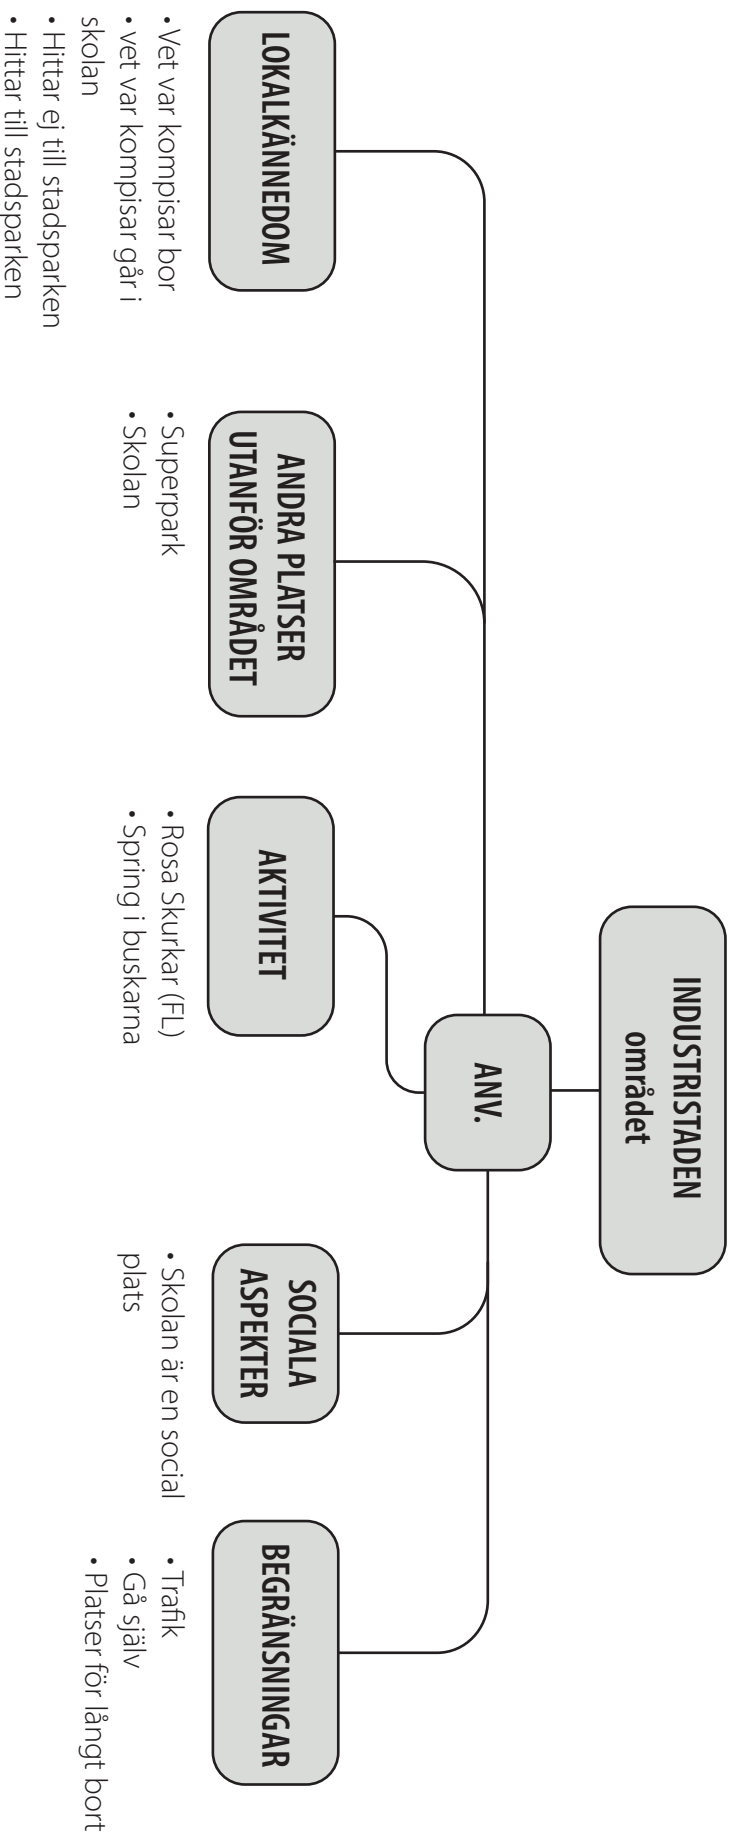 INDUSTRISTADEN
området
ANV.
LOKALKÄNNEDOM
• Vet var kompisar bor
• vet var kompisar går i
skolan
• Hittar ej till stadsparken
• Hittar till stadsparken
ANDRA PLATSER
UTANFÖR OMRÅDET
• Superpark
• Skolan
AKTIVITET
• Rosa Skurkar (FL)
• Spring i buskarna
SOCIALA
ASPEKTER
• Skolan är en social
plats
BEGRÄNSNINGAR
• Trafik
• Gå själv
• Platser för långt bort